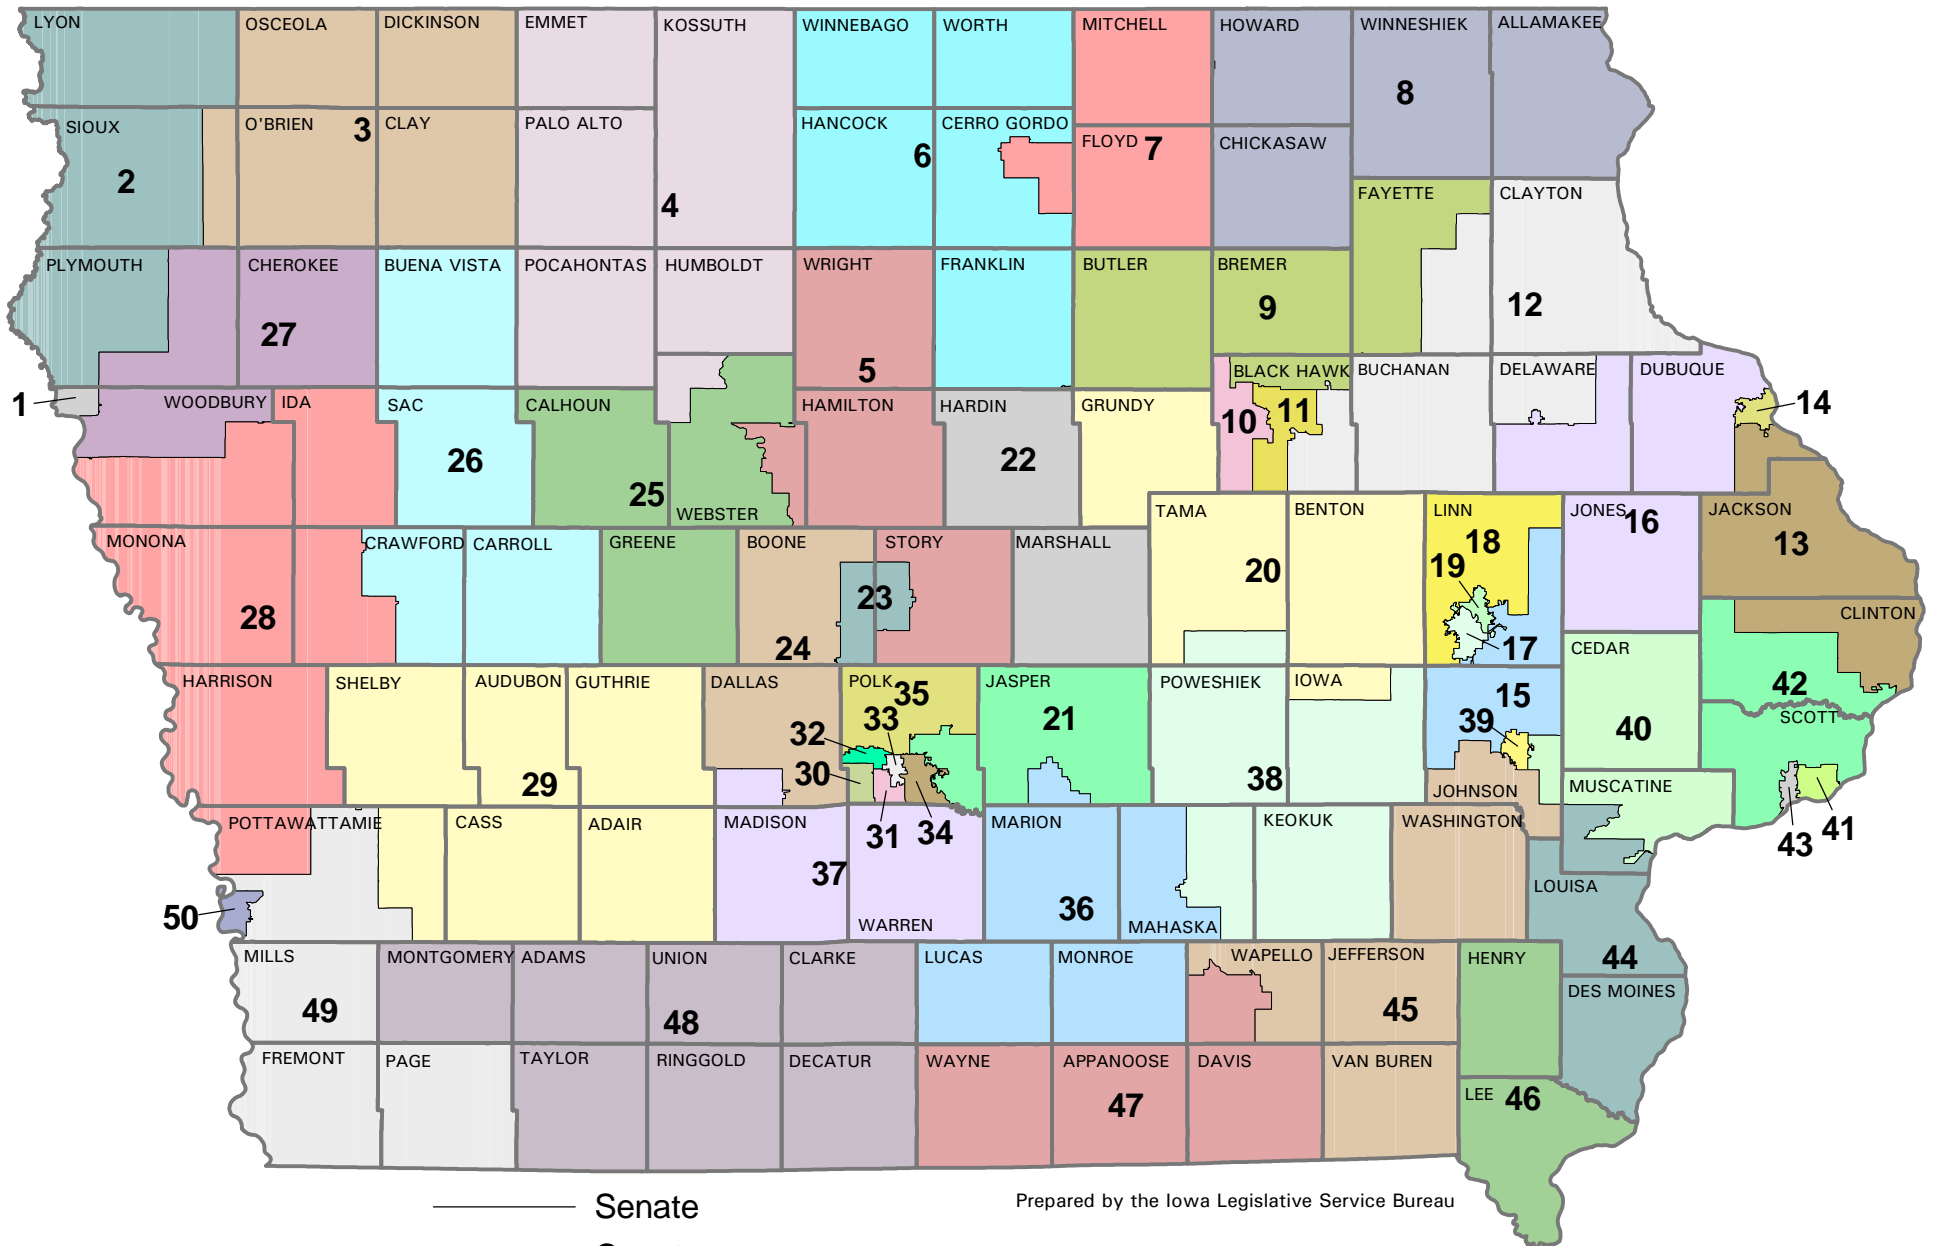 LYON
OSCEOLA
DICKINSON
EMMET
KOSSUTH
WINNEBAGO
WORTH
MITCHELL
HOWARD
WINNESHIEK
ALLAMAKEE
8
SIOUX
O'BRIEN
3
CLAY
PALO ALTO
HANCOCK
CERRO GORDO
FLOYD
7
CHICKASAW
6
2
4
FAYETTE
CLAYTON
PLYMOUTH
CHEROKEE
BUENA VISTA
POCAHONTAS
HUMBOLDT
WRIGHT
FRANKLIN
BUTLER
BREMER
9
12
27
5
BLACK HAWK
BUCHANAN
DELAWARE
DUBUQUE
1
WOODBURY
IDA
SAC
CALHOUN
HAMILTON
HARDIN
GRUNDY
10
11
14
26
22
25
WEBSTER
TAMA
BENTON
LINN
JONES
16
JACKSON
MONONA
CRAWFORD
CARROLL
GREENE
BOONE
STORY
MARSHALL
18
13
20
19
23
28
24
17
CLINTON
CEDAR
HARRISON
SHELBY
AUDUBON
GUTHRIE
DALLAS
POLK
35
JASPER
POWESHIEK
IOWA
15
42
33
21
39
40
SCOTT
32
30
29
38
JOHNSON
MUSCATINE
POTTAWATTAMIE
CASS
ADAIR
MADISON
31
34
MARION
KEOKUK
WASHINGTON
43
41
37
LOUISA
50
36
WARREN
MAHASKA
MILLS
MONTGOMERY
ADAMS
UNION
CLARKE
LUCAS
MONROE
WAPELLO
JEFFERSON
HENRY
44
DES MOINES
49
48
45
FREMONT
PAGE
TAYLOR
RINGGOLD
DECATUR
WAYNE
APPANOOSE
DAVIS
VAN BUREN
47
LEE
46
Senate
Prepared by the Iowa Legislative Service Bureau